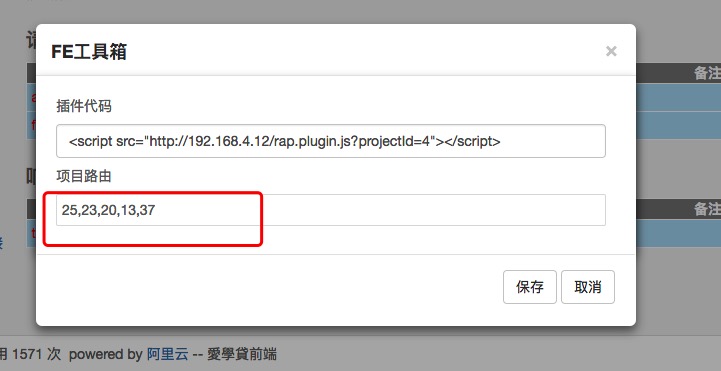 请
FE工具箱
×
备注
插件代码
<script src="http://192.168.4.12/rap.plugin.js?projectId=4"></script>
项目路由
25,23,20,13,37
备注
保存 取消
用 1571 次 powered by 阿里云 -- 愛學貸前端